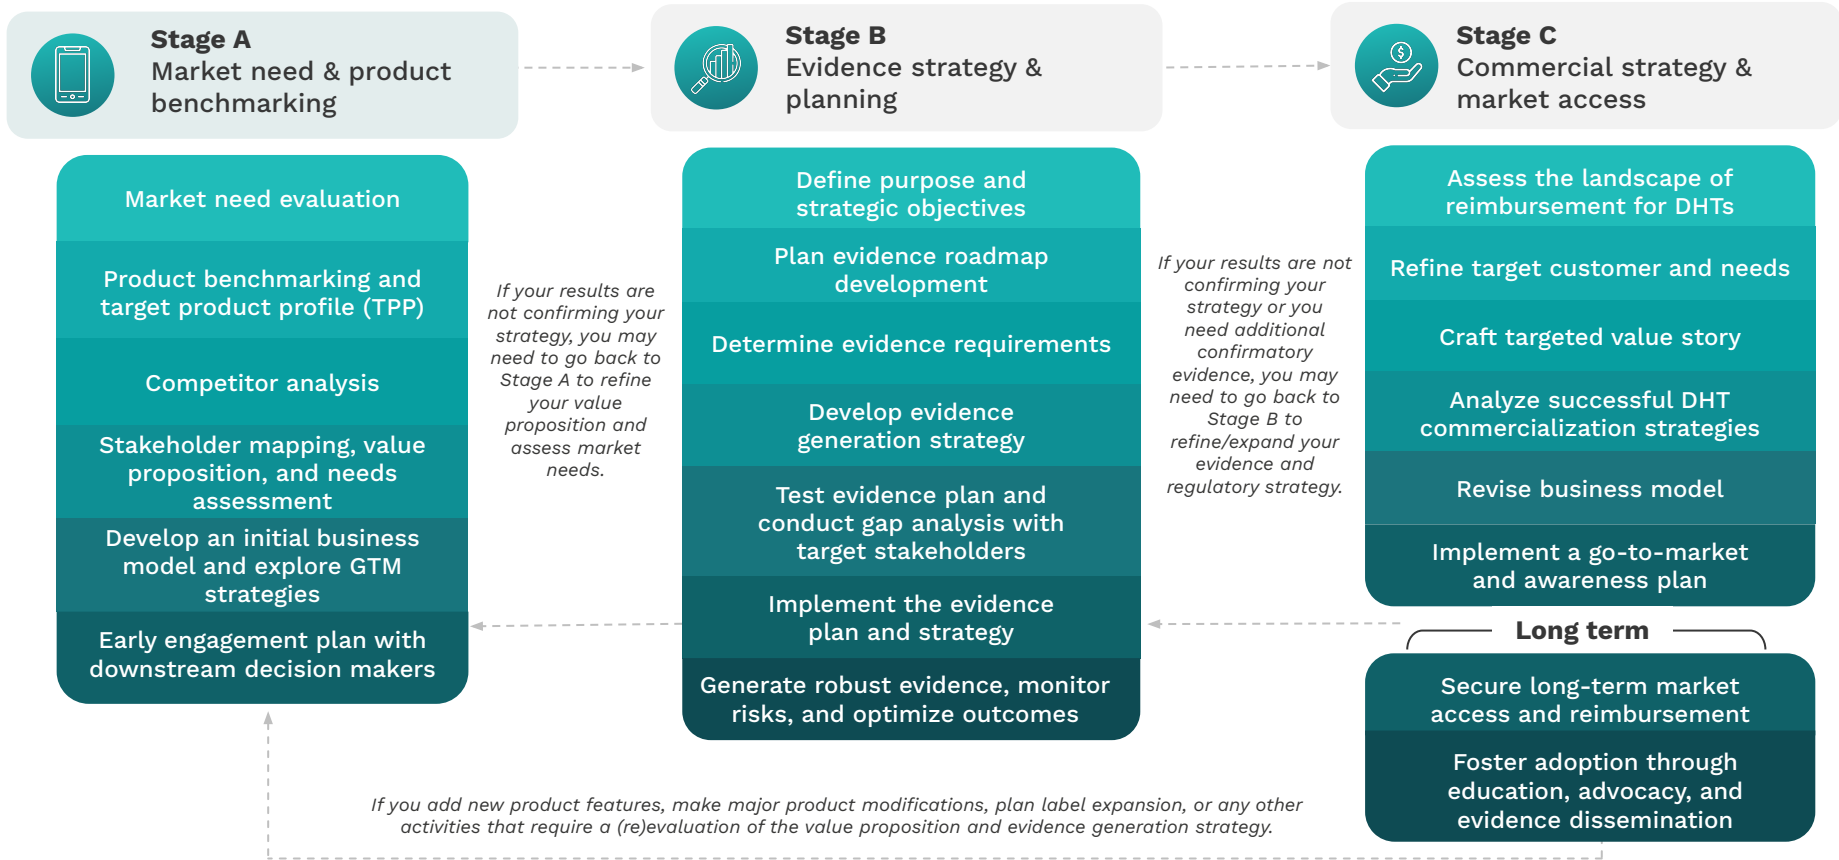 Stage A
Market need & product
benchmarking
Stage B
Evidence strategy &
planning
Stage C
Commercial strategy &
market access
Market need evaluation
Product benchmarking and
target product profile (TPP)
Competitor analysis
Stakeholder mapping, value
proposition, and needs
assessment
Develop an initial business
model and explore GTM
strategies
Early engagement plan with
downstream decision makers
If your results are
not confirming your
strategy, you may
need to go back to
Stage A to refine
your value
proposition and
assess market
needs.
Define purpose and
strategic objectives
Plan evidence roadmap
development
Determine evidence requirements
Develop evidence
generation strategy
Test evidence plan and
conduct gap analysis with
target stakeholders
Implement the evidence
plan and strategy
Generate robust evidence, monitor
risks, and optimize outcomes
If your results are not
confirming your
strategy or you
need additional
confirmatory
evidence, you may
need to go back to
Stage B to
refine/expand your
evidence and
regulatory strategy.
Assess the landscape of
reimbursement for DHTs
Refine target customer and needs
Craft targeted value story
Analyze successful DHT
commercialization strategies
Revise business model
Implement a go-to-market
and awareness plan
Long term
Secure long-term market
access and reimbursement
Foster adoption through
education, advocacy, and
evidence dissemination
If you add new product features, make major product modifications, plan label expansion, or any other
activities that require a (re)evaluation of the value proposition and evidence generation strategy.